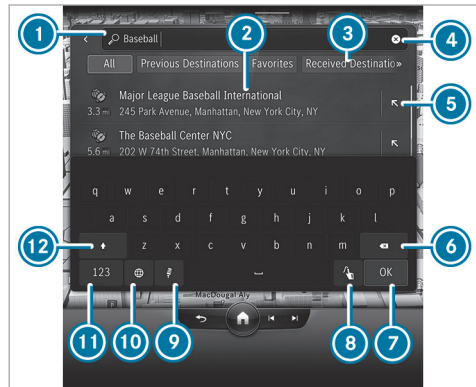 1
Baseball
2
3
4
All Previous Destinations Favorites Received Destinatio»
Major League Baseball International
3.3 mi 245 Park Avenue, Manhattan, New York City, NY
5
The Baseball Center NYC
5.6 mi 202 W 74th Street, Manhattan, New York City, NY
q w e r t y u i o p
a s d f g h j k l
12
z x c v b n m
6
123
OK
MacDougal Aly
11
10
9
8
7